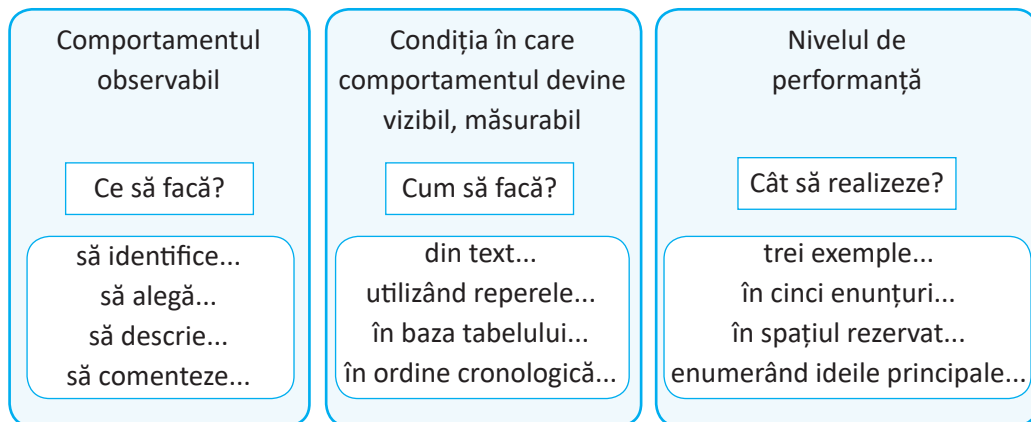 Comportamentul
observabil
Ce să facă?
să identifice...
să alegă...
să descrie...
să comenteze...
Condiția în care
comportamentul devine
vizibil, măsurabil
Cum să facă?
din text...
utilizând reperele...
în baza tabelului...
în ordine cronologică...
Nivelul de
performanță
Cât să realizeze?
trei exemple...
în cinci enunțuri...
în spațiul rezervat...
enumerând ideile principale...